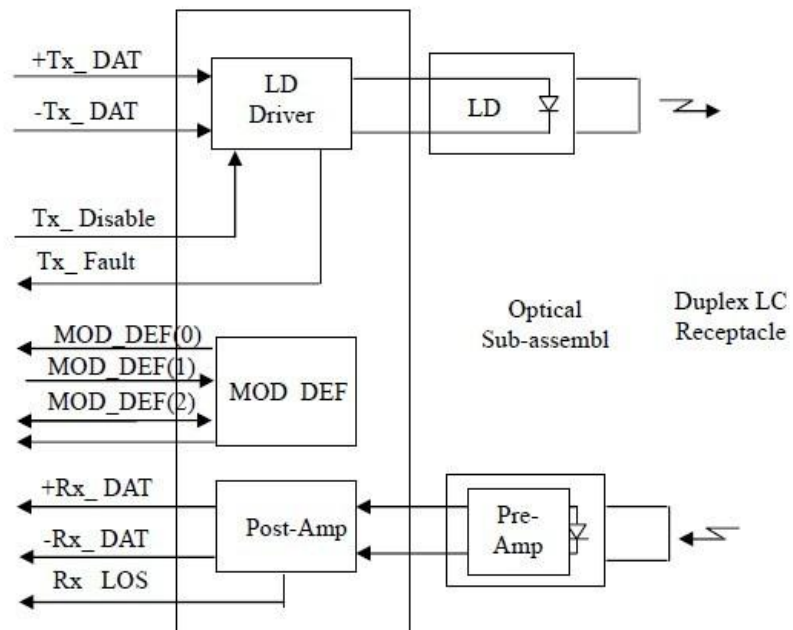 +Tx_ DAT
-Tx_ DAT
LD
Driver
LD
Tx_ Disable
Tx_ Fault
Optical
Sub-assembl
Duplex LC
Receptacle
MOD_DEF(0)
MOD_DEF(1)
MOD_DEF(2)
MOD DEF
+Rx_ DAT
-Rx_ DAT
Rx LOS
Post-Amp
Pre-
Amp